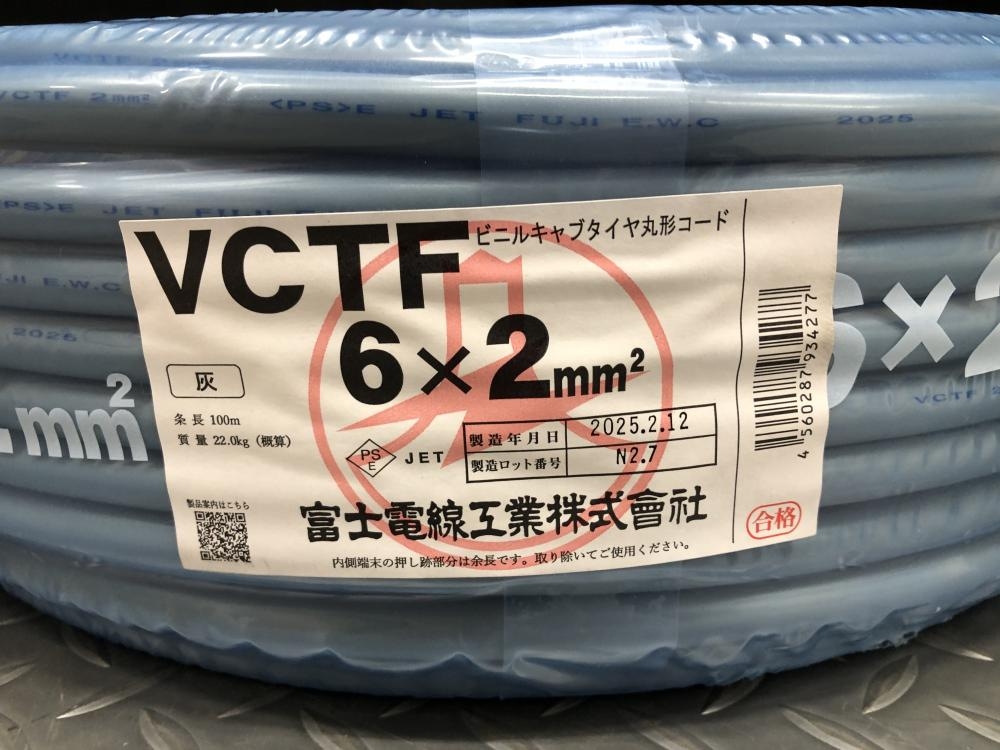 VCTF 2mm²
VCTF 2mm² <PS>E JET FUJI E.W.C 2025
<PS>E JET FUJI E.W.C
FUJI E.W.C
2025
VCTF ビニルキャブタイヤ丸形コード
6×2mm²
灰
条長 100m
質量 22.0kg (概算)
PS E JET
製造年月日 2025.2.12
製造ロット番号 N2.7
製品案内はこちら
富士電線工業株式會社
内側端末の押し跡部分は余長です。取り除いてご使用ください。
4560287934277
合格
mm²
6×2
VCTF 2